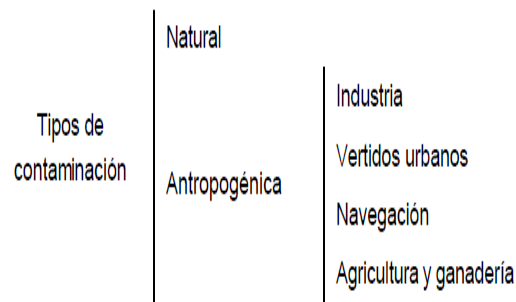 Tipos de
contaminación
Natural
Antropogénica
Industria
Vertidos urbanos
Navegación
Agricultura y ganadería